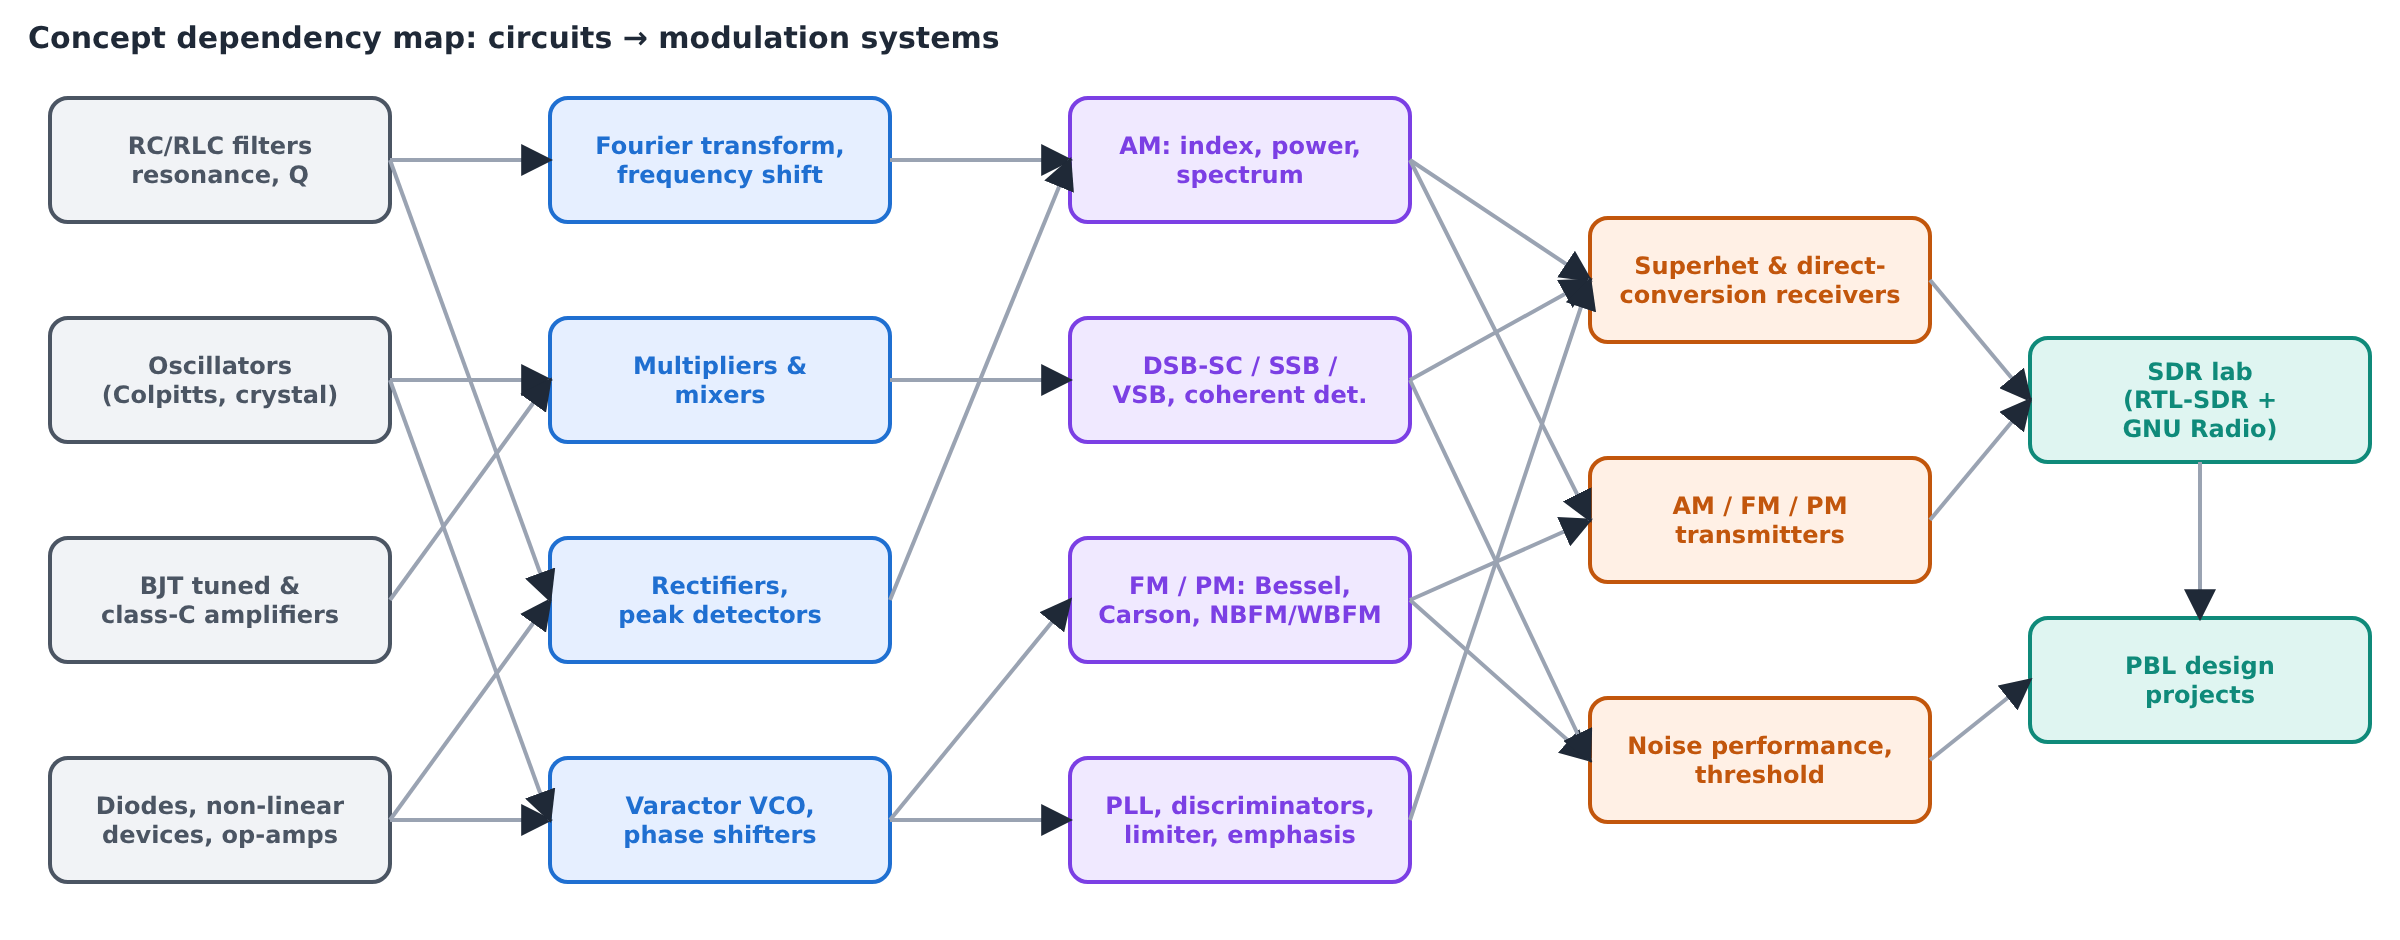 Concept dependency map: circuits → modulation systems
RC/RLC filters
resonance, Q
Oscillators
(Colpitts, crystal)
BJT tuned &
class-C amplifiers
Diodes, non-linear
devices, op-amps
Fourier transform,
frequency shift
Multipliers &
mixers
Rectifiers,
peak detectors
Varactor VCO,
phase shifters
AM: index, power,
spectrum
DSB-SC / SSB /
VSB, coherent det.
FM / PM: Bessel,
Carson, NBFM/WBFM
PLL, discriminators,
limiter, emphasis
Superhet & direct-
conversion receivers
AM / FM / PM
transmitters
Noise performance,
threshold
SDR lab
(RTL-SDR +
GNU Radio)
PBL design
projects